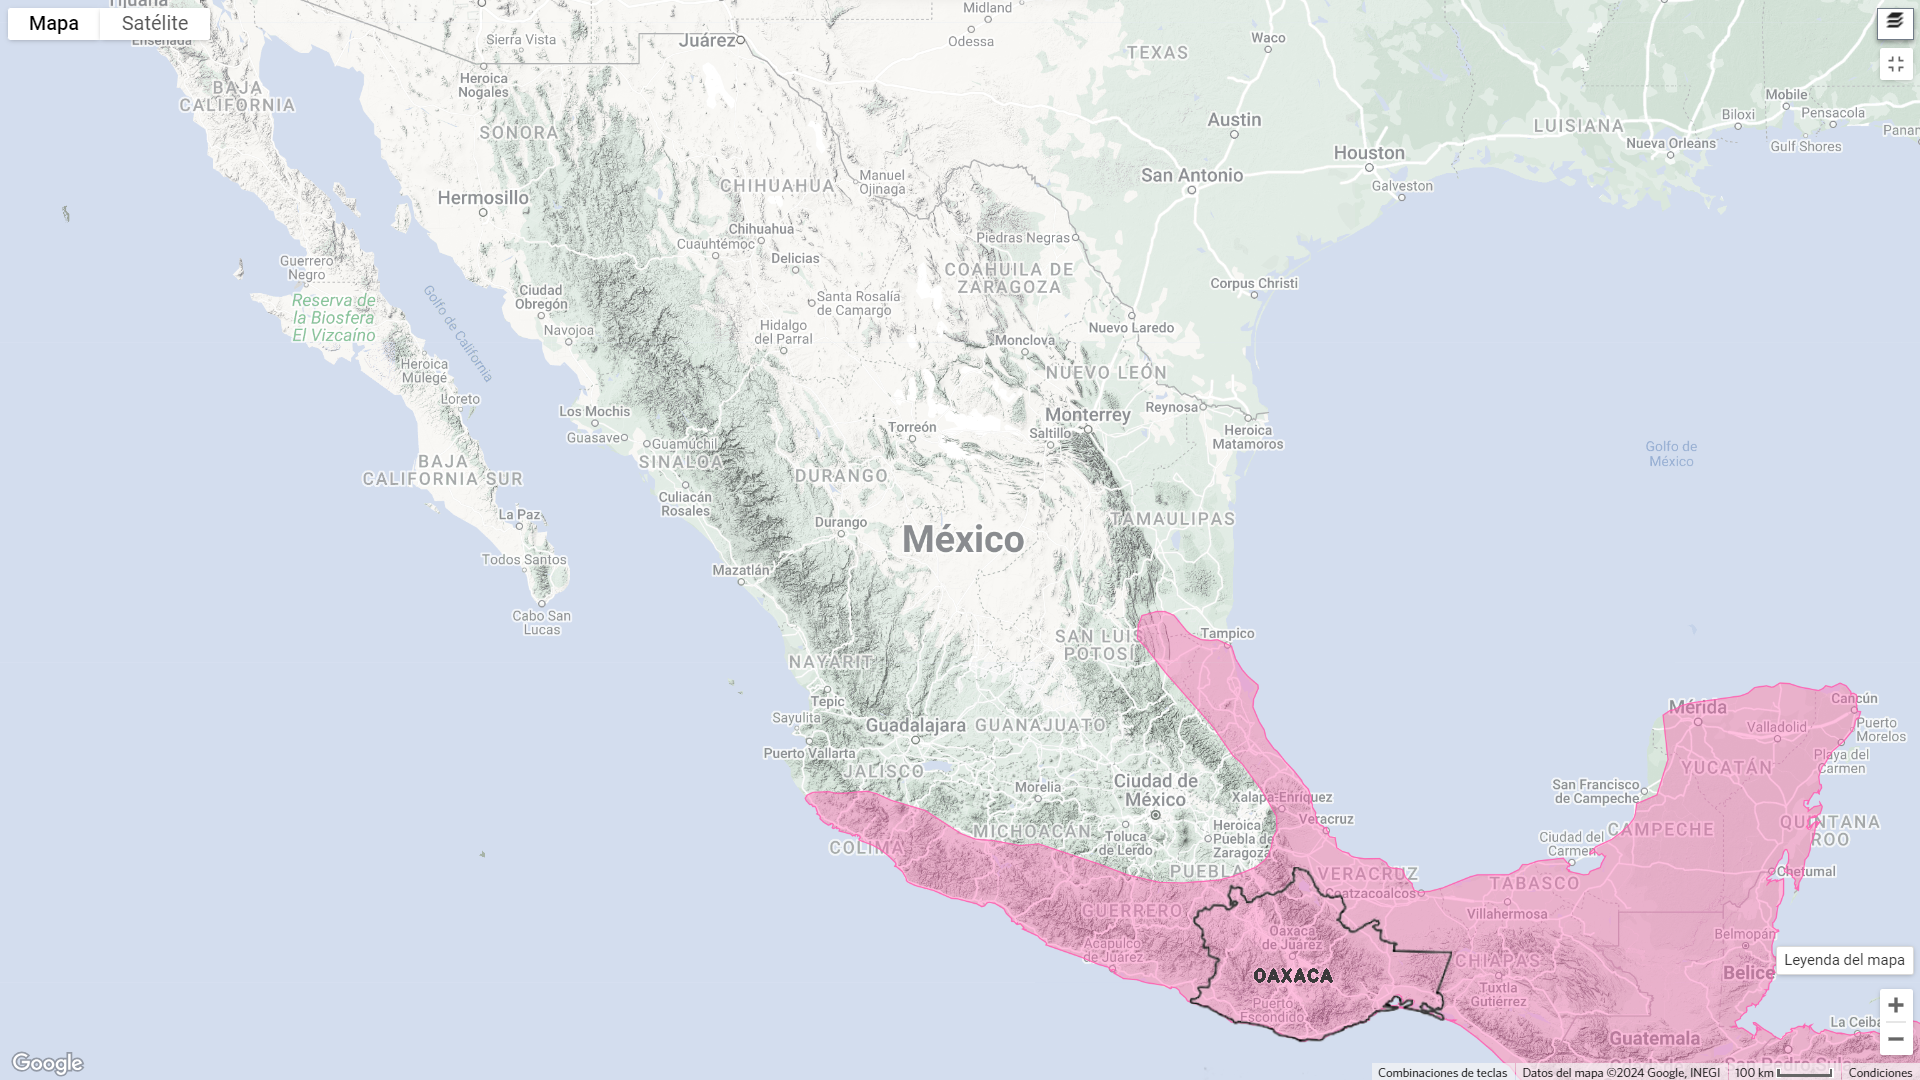 Tijuana
Midland
Mapa
Satélite
Ensenada
Sierra Vista
Juárez
Odessa
TEXAS
Waco
Heroica
Nogales
BAJA
CALIFORNIA
Mobile
Biloxi
Pensacola
SONORA
Austin
LUISIANA
Panam
Nueva Orleans
Gulf Shores
Houston
San Antonio
Galveston
CHIHUAHUA
Manuel
Ojinaga
Hermosillo
Chihuahua
Cuauhtémoc
Piedras Negras
Delicias
Guerrero
Negro
COAHUILA DE
ZARAGOZA
Corpus Christi
Ciudad
Obregón
Santa Rosalía
de Camargo
Reserva de
la Biosfera
El Vizcaíno
Golfo de California
Navojoa
Hidalgo
del Parral
Nuevo Laredo
Monclova
Heroica
Mulegé
NUEVO LEÓN
Loreto
Los Mochis
Guasave
Guamúchil
SINALOA
Torreón
Monterrey
Saltillo
Reynosa
Heroica
Matamoros
Golfo de
México
BAJA
CALIFORNIA SUR
DURANGO
Culiacán
Rosales
La Paz
Durango
TAMAULIPAS
México
Todos Santos
Mazatlán
Cabo San
Lucas
SAN LUIS
POTOSÍ
Tampico
NAYARIT
Tepic
Sayulita
Guadalajara
GUANAJUATO
Puerto Vallarta
JALISCO
Mérida
Cancún
Valladolid
Puerto
Morelos
Playa del
Carmen
YUCATÁN
Morelia
Ciudad de
México
Xalapa-Enríquez
San Francisco
de Campeche
MICHOACÁN
Toluca
de Lerdo
Heroica
Puebla de
Zaragoza
Veracruz
COLIMA
Ciudad del
Carmen
CAMPECHE
QUINTANA
ROO
PUEBLA
VERACRUZ
Coatzacoalcos
TABASCO
Chetumal
GUERRERO
Villahermosa
Acapulco
de Juárez
Oaxaca
de Juárez
Belmopán
CHIAPAS
Belice
OAXACA
Leyenda del mapa
Tuxtla
Gutiérrez
Puerto
Escondido
La Ceiba
Guatemala
San Pedro Sula
Google
Combinaciones de teclas
Datos del mapa ©2024 Google, INEGI
100 km
Condiciones